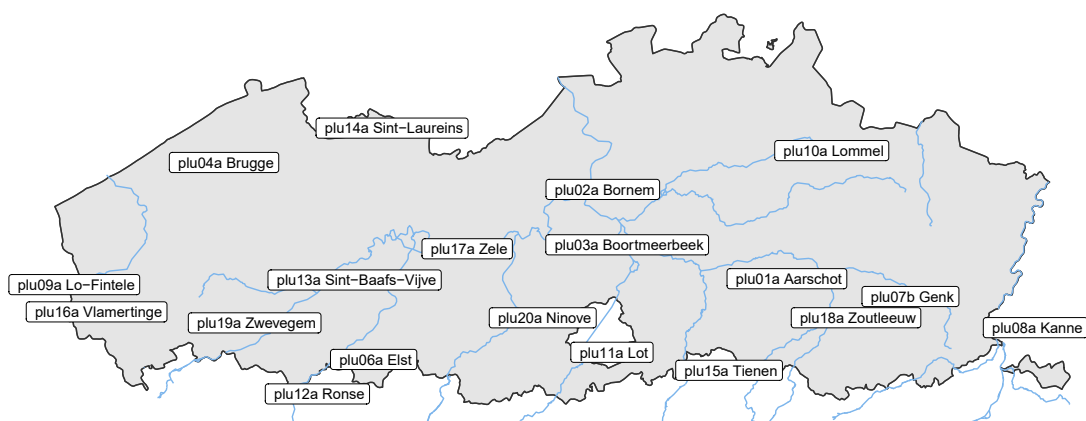 plu14a Sint−Laureins
plu10a Lommel
plu04a Brugge
plu02a Bornem
plu03a Boortmeerbeek
plu17a Zele
plu13a Sint−Baafs−Vijve
plu01a Aarschot
plu09a Lo−Fintele
plu07b Genk
plu16a Vlamertinge
plu19a Zwevegem
plu20a Ninove
plu18a Zoutleeuw
plu08a Kanne
plu11a Lot
plu06a Elst
plu15a Tienen
plu12a Ronse